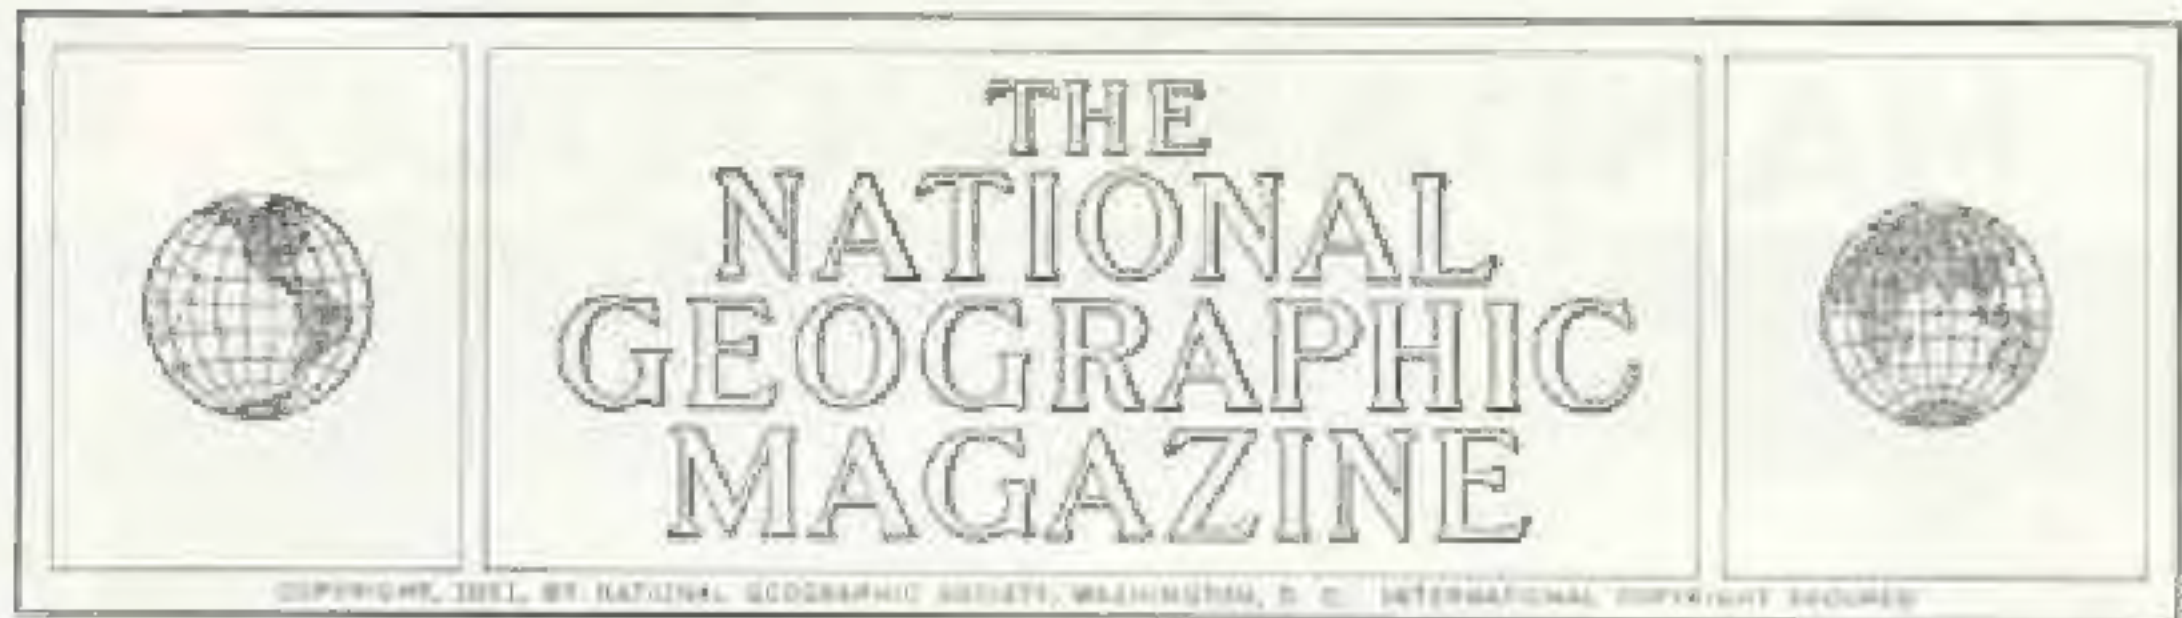 THE
NATIONAL
GEOGRAPHIC
MAGAZINE
COPYRIGHT, BY NATIONAL GEOGRAPHIC SOCIETY, WASHINGTON, D. C. INTERNATIONAL COPYRIGHT SECURED